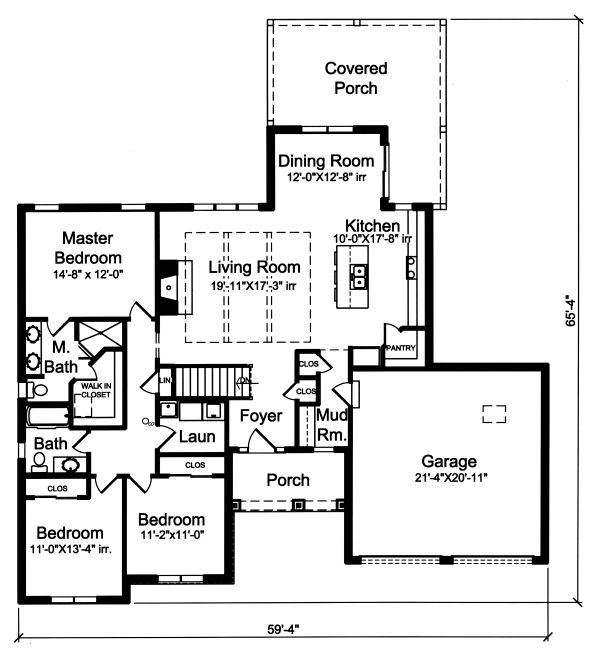 Covered
Porch
Dining Room
12'-0"X12'-8" irr
Kitchen
10'-0"X17'-8" irr
Master
Bedroom
14'-8" x 12'-0"
Living Room
19'-11"X17'-3" irr
65'-4"
M.
Bath
PANTRY
WALK IN
CLOSET
LIN.
DN.
CLOS
CLOS
Foyer
Mud
Rm.
Bath
Laun
Garage
21'-4"X20'-11"
CLOS
CLOS
Porch
Bedroom
11'-0"X13'-4" irr.
Bedroom
11'-2"x11'-0"
59'-4"